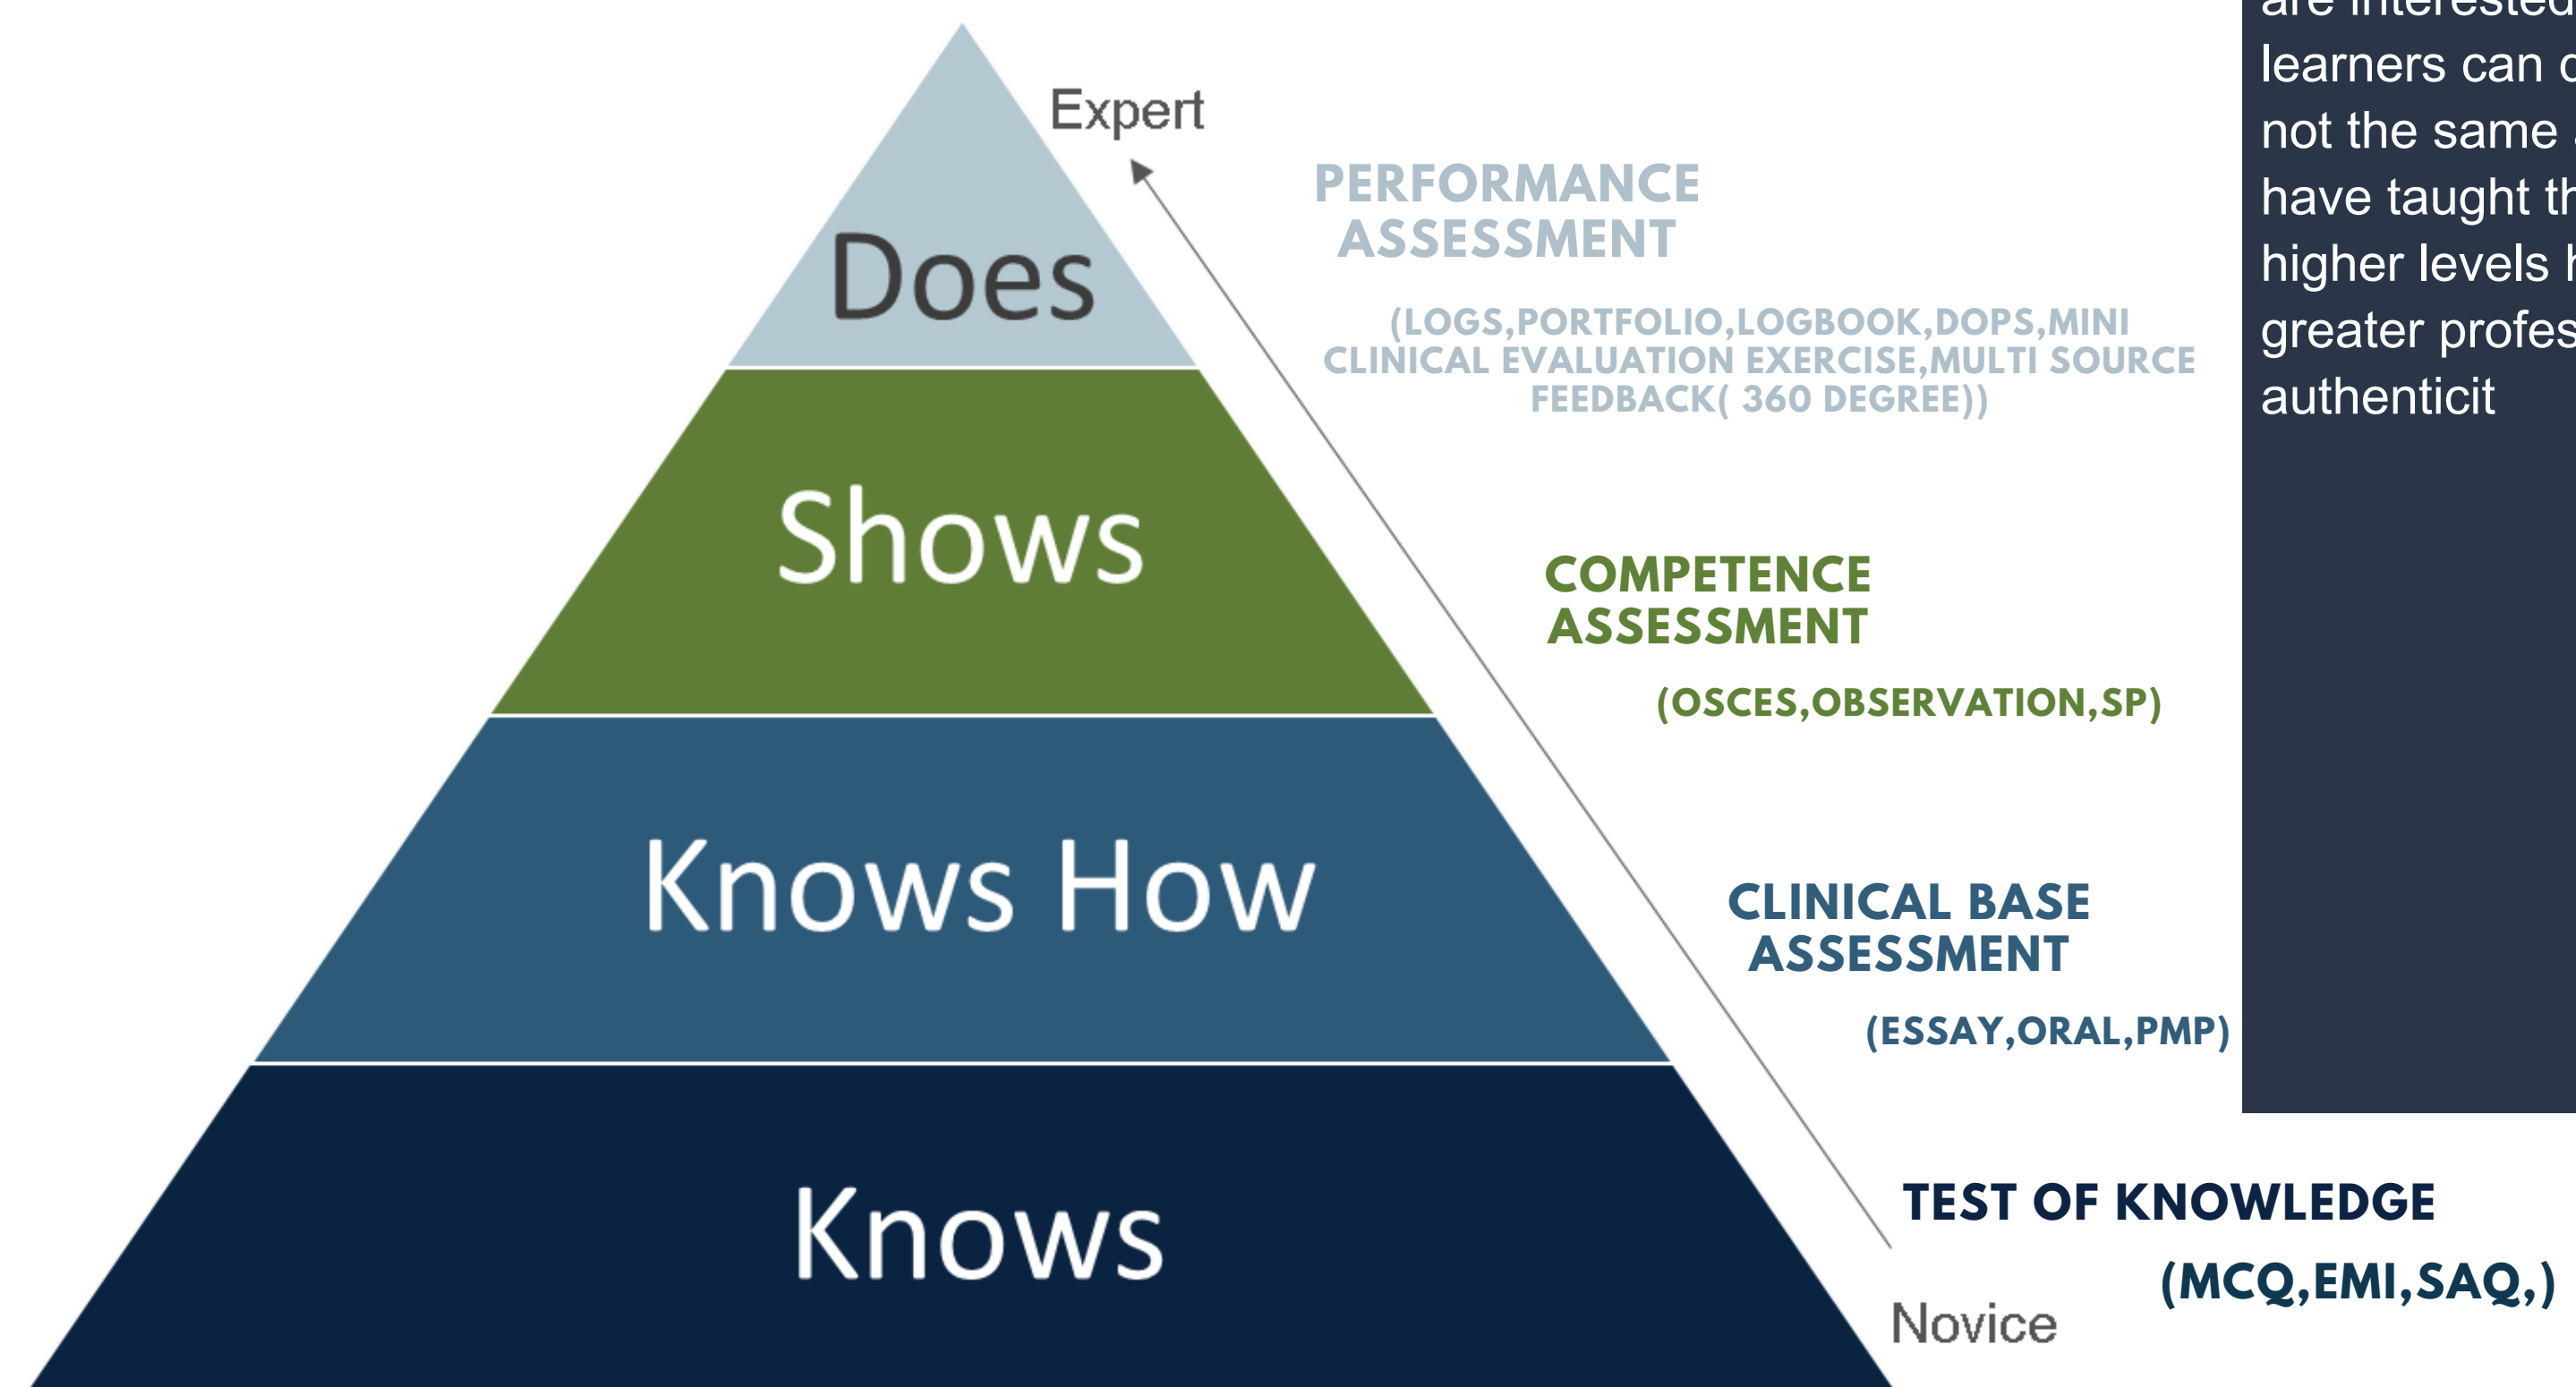 Expert
Does
PERFORMANCE
ASSESSMENT
(LOGS,PORTFOLIO,LOGBOOK,DOPS,MINI
CLINICAL EVALUATION EXERCISE,MULTI SOURCE
FEEDBACK( 360 DEGREE))
Shows
COMPETENCE
ASSESSMENT
(OSCES,OBSERVATION,SP)
Knows How
CLINICAL BASE
ASSESSMENT
(ESSAY,ORAL,PMP)
Knows
TEST OF KNOWLEDGE
(MCQ,EMI,SAQ,)
Novice
are interested
learners can
not the same
have taught
higher levels
greater
authenticit